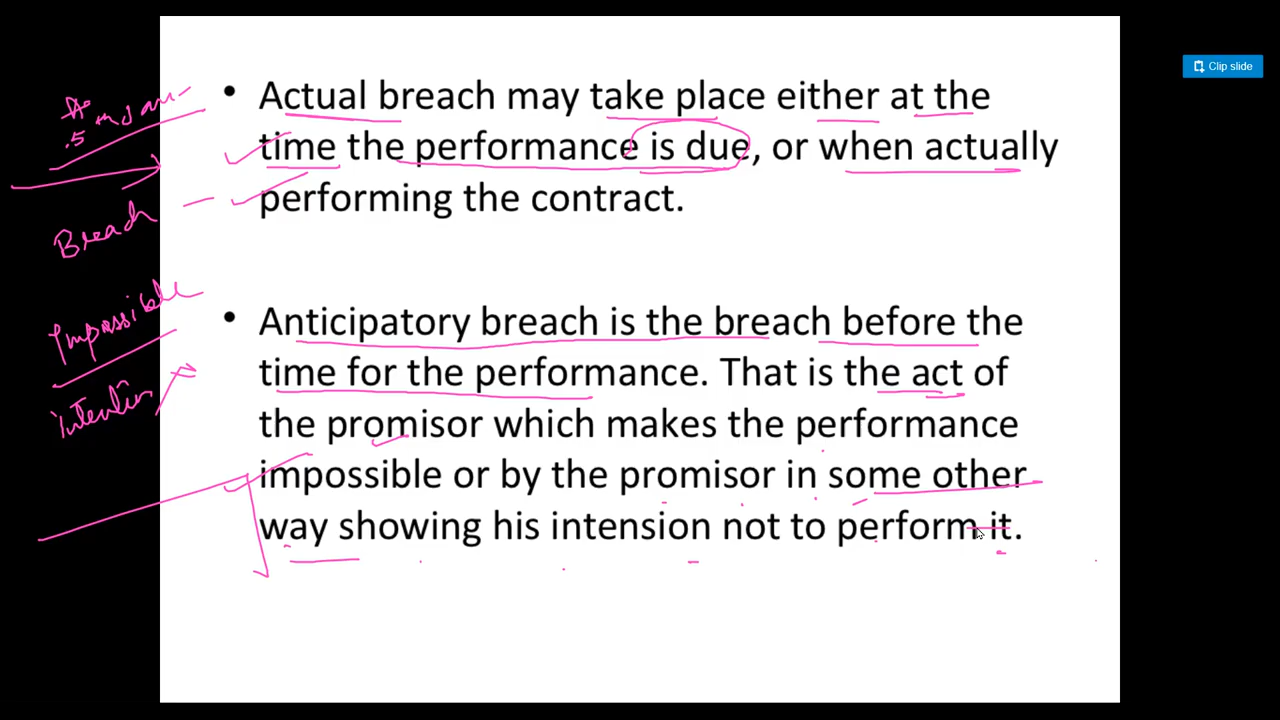 Clip slide
• Actual breach may take place either at the
time the performance is due, or when actually
performing the contract.
Breach
Impossible
• Anticipatory breach is the breach before the
time for the performance. That is the act of
the promisor which makes the performance
impossible or by the promisor in some other
way showing his intension not to perform it.
intention